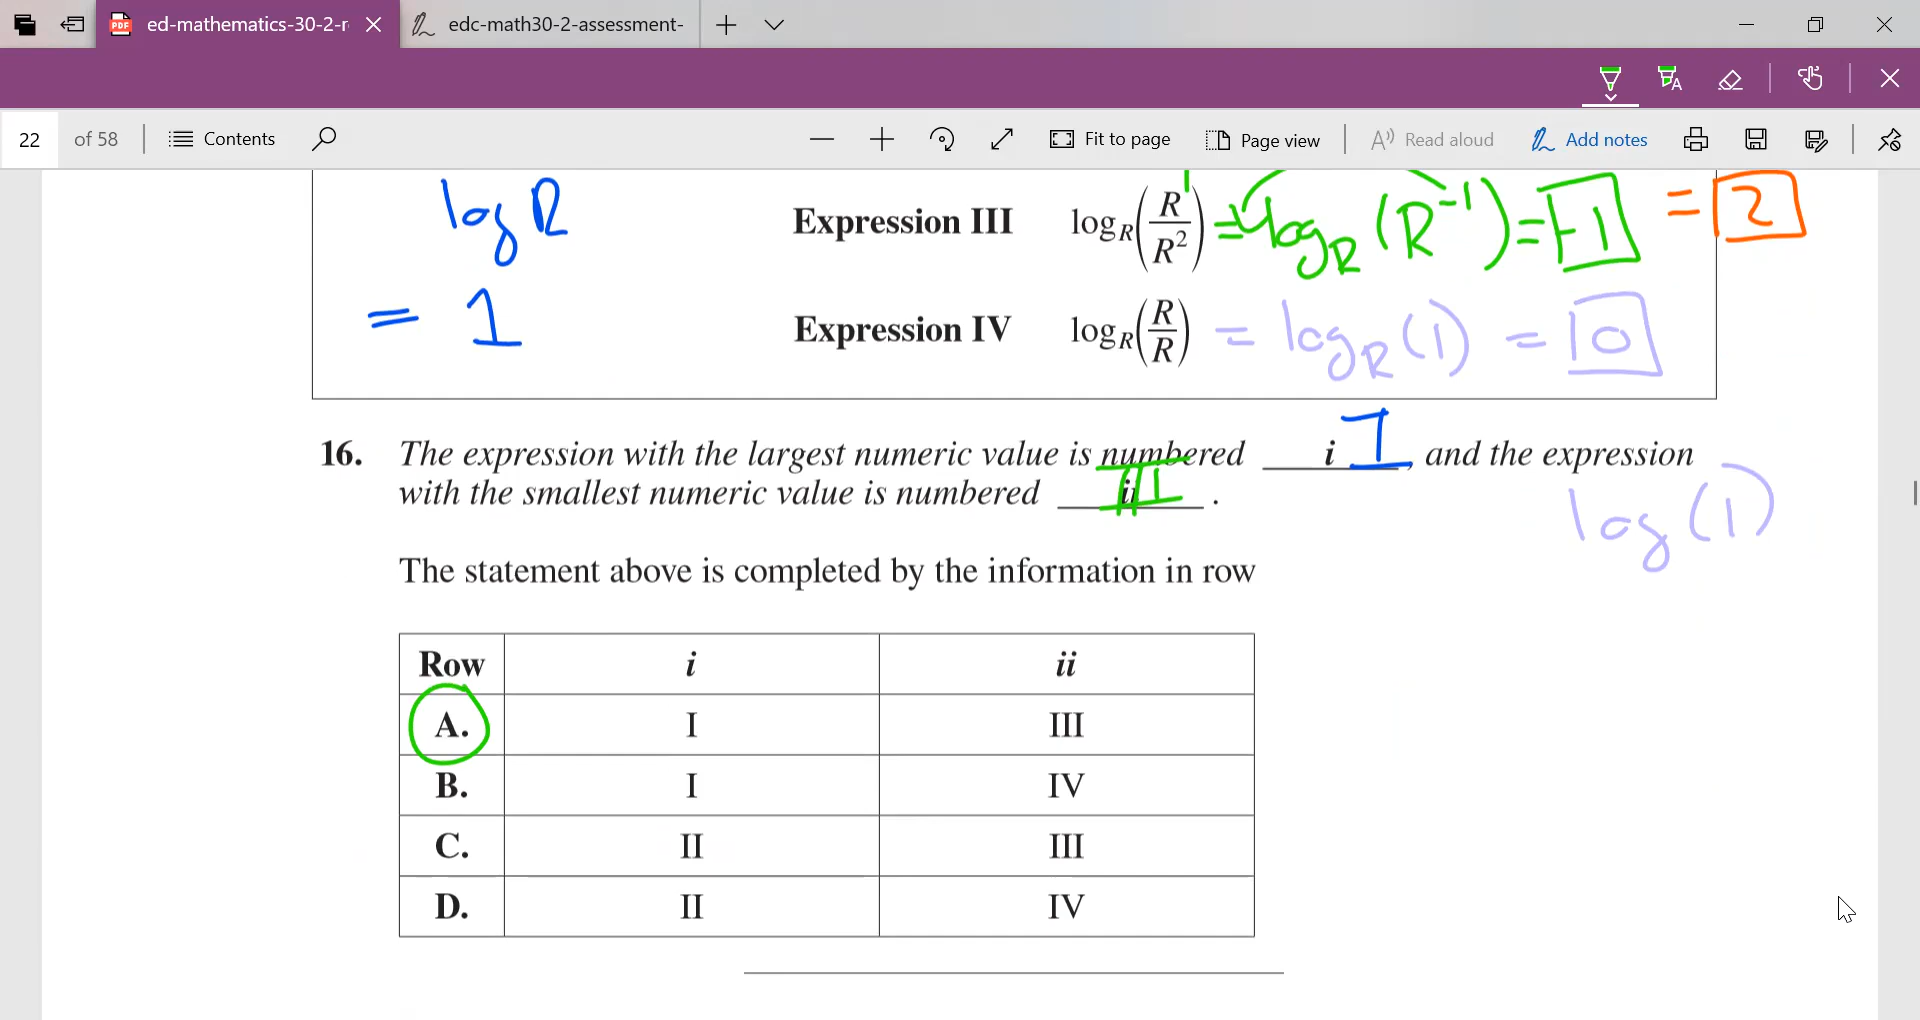 ed-mathematics-30-2-r
edc-math30-2-assessment-
22 of 58
Contents
Fit to page
Page view
Read aloud
Add notes
log R
= 1
Expression III log_R(R/R²) = log_R(R⁻¹) = -1 = 2
Expression IV log_R(R/R) = log_R(1) = 0
16. The expression with the largest numeric value is numbered i I, and the expression
with the smallest numeric value is numbered ii III.
log(1)
The statement above is completed by the information in row
Row i ii
A. I III
B. I IV
C. II III
D. II IV